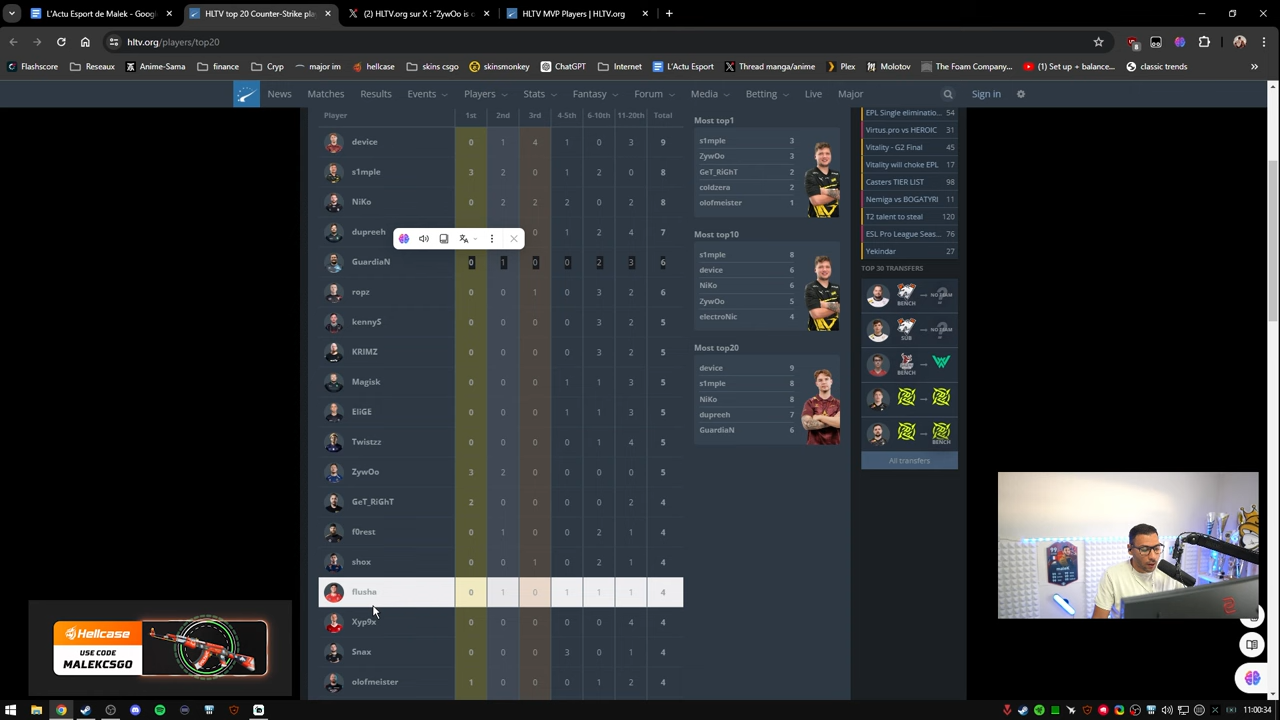 L'Actu Esport de Malek - Googl
HLTV top 20 Counter-Strike pla
(2) HLTV.org sur X : "ZywOo is
HLTV MVP Players | HLTV.org
hltv.org/players/top20
Flashscore
Reseaux
Anime-Sama
finance
Cryp
major im
hellcase
skins csgo
skinsmonkey
ChatGPT
Internet
L'Actu Esport
Thread manga/anime
Plex
Molotov
The Foam Company...
(1) Set up + balance...
classic trends
News
Matches
Results
Events
Players
Stats
Fantasy
Forum
Media
Betting
Live
Major
Sign in
Player 1st 2nd 3rd 4-5th 6-10th 11-20th Total
device 0 1 4 1 0 3 9
s1mple 3 2 0 1 2 0 8
NiKo 0 2 2 2 0 2 8
dupreeh 0 1 2 4 7
GuardiaN 0 1 0 0 2 3 6
ropz 0 0 1 0 3 2 6
kennyS 0 0 0 0 3 2 5
KRIMZ 0 0 0 0 3 2 5
Magisk 0 0 0 1 1 3 5
EliGE 0 0 0 1 1 3 5
Twistzz 0 0 0 0 1 4 5
ZywOo 3 2 0 0 0 0 5
GeT_RiGhT 2 0 0 0 0 2 4
f0rest 0 1 0 0 2 1 4
shox 0 0 1 0 2 1 4
flusha 0 1 0 1 1 1 4
Xyp9x 0 0 0 0 0 4 4
Snax 0 0 0 3 0 1 4
olofmeister 1 0 0 0 1 2 4
Most top1
s1mple 3
ZywOo 3
GeT_RiGhT 2
coldzera 2
olofmeister 1
Most top10
s1mple 8
device 6
NiKo 6
ZywOo 5
electroNic 4
Most top20
device 9
s1mple 8
NiKo 8
dupreeh 7
GuardiaN 6
EPL Single eliminatio... 54
Virtus.pro vs HEROIC 31
Vitality - G2 Final 45
Vitality will choke EPL 17
Casters TIER LIST 98
Nemiga vs BOGATYRI 11
T2 talent to steal 120
ESL Pro League Seas... 76
Yekindar 27
TOP 30 TRANSFERS
BENCH
NO TEAM
SUB
NO TEAM
BENCH
BENCH
All transfers
Hellcase
USE CODE
MALEKCSGO
11:00:34